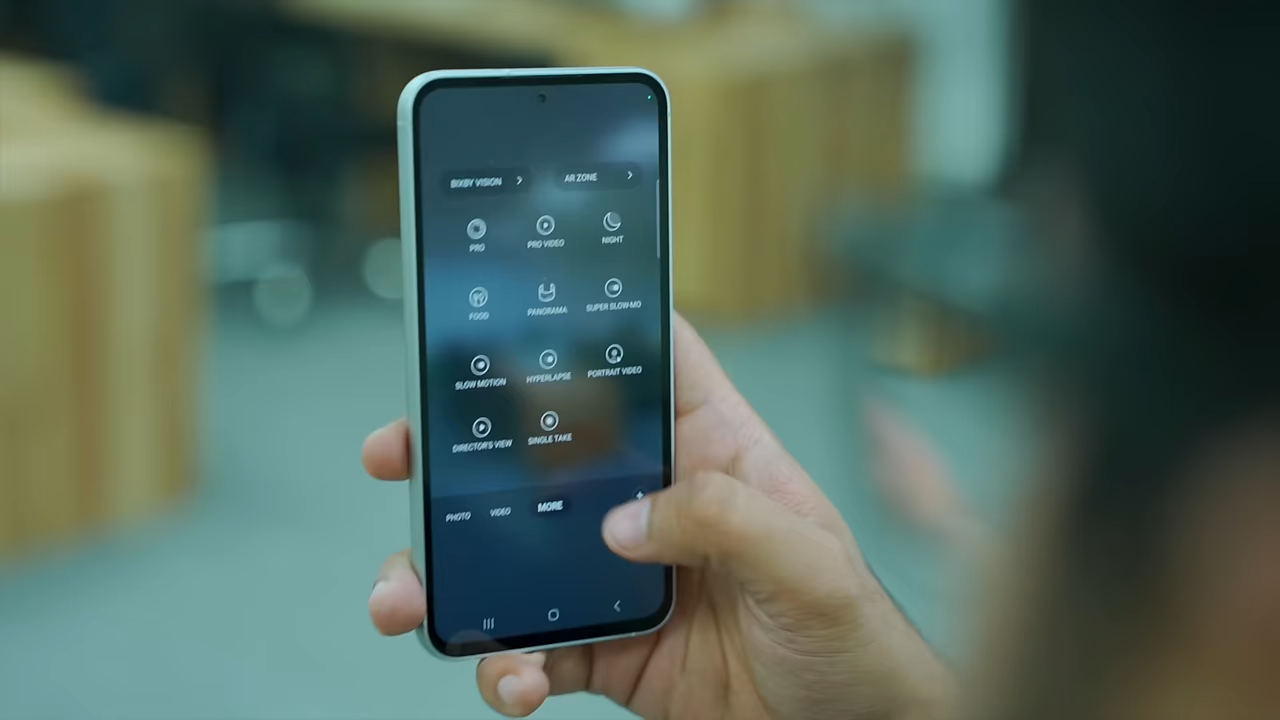 BIXBY VISION > AR ZONE >
PRO PRO VIDEO NIGHT
FOOD PANORAMA SUPER SLOW-MO
SLOW MOTION HYPERLAPSE PORTRAIT VIDEO
DIRECTOR'S VIEW SINGLE TAKE
PHOTO VIDEO MORE